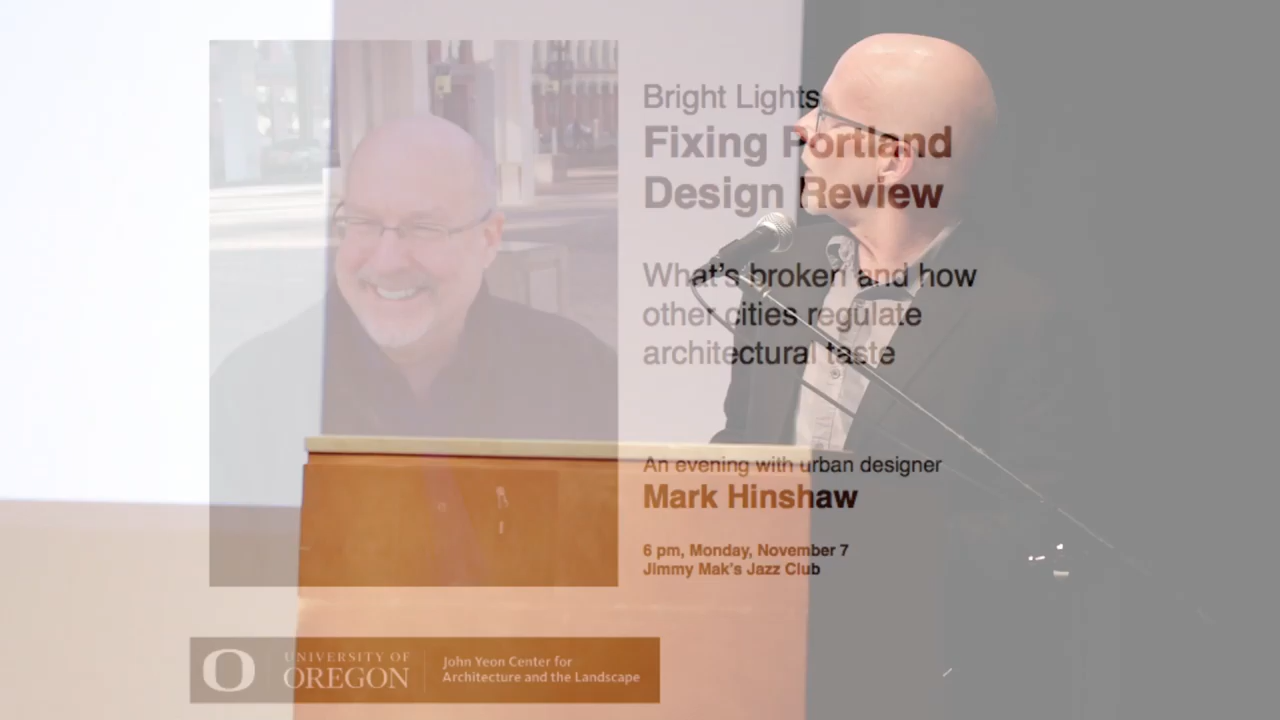 Bright Lights
Fixing Portland
Design Review
What's broken and how
other cities regulate
architectural taste
An evening with urban designer
Mark Hinshaw
6 pm, Monday, November 7
Jimmy Mak's Jazz Club
UNIVERSITY OF
OREGON
John Yeon Center for
Architecture and the Landscape